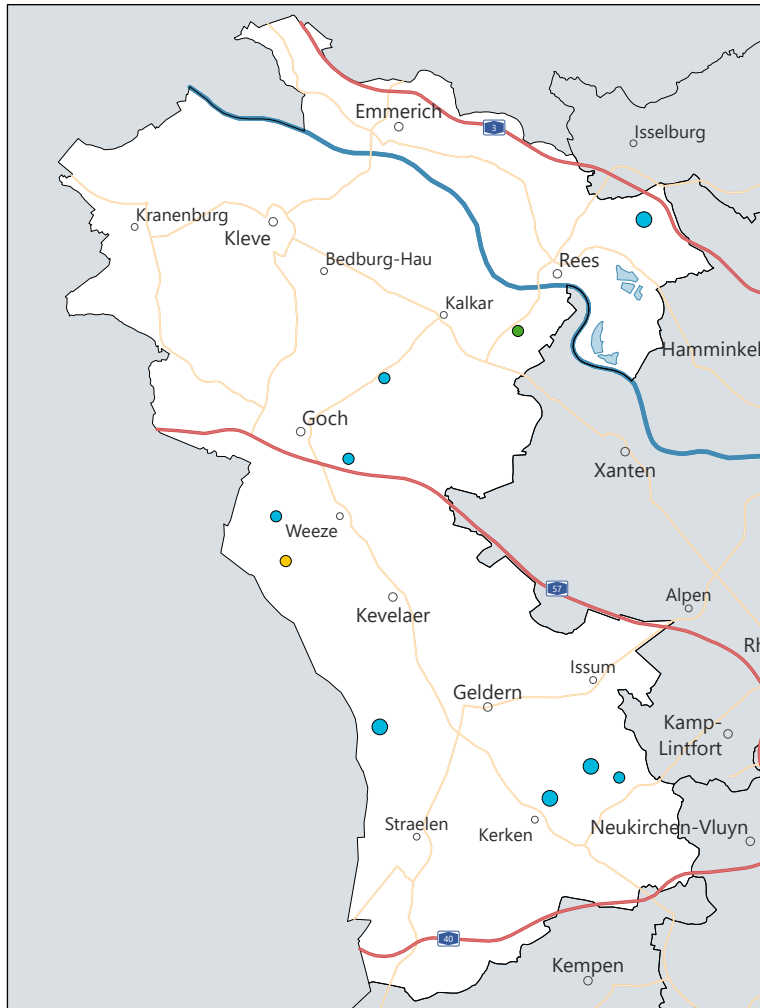 Emmerich
3
Isselburg
Kranenburg
Kleve
Bedburg-Hau
Rees
Kalkar
Hamminkel
Goch
Xanten
Weeze
57
Alpen
Kevelaer
Rh
Issum
Geldern
Kamp-
Lintfort
Straelen
Kerken
Neukirchen-Vluyn
40
Kempen